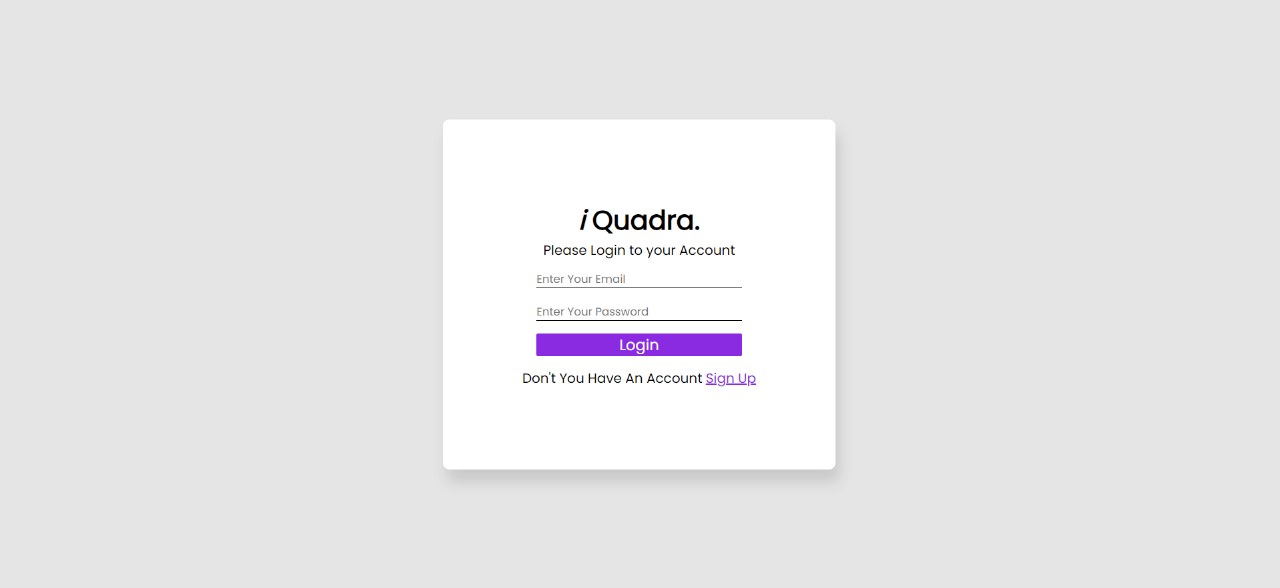 i Quadra.
Please Login to your Account
Enter Your Email
Enter Your Password
Login
Don't You Have An Account Sign Up